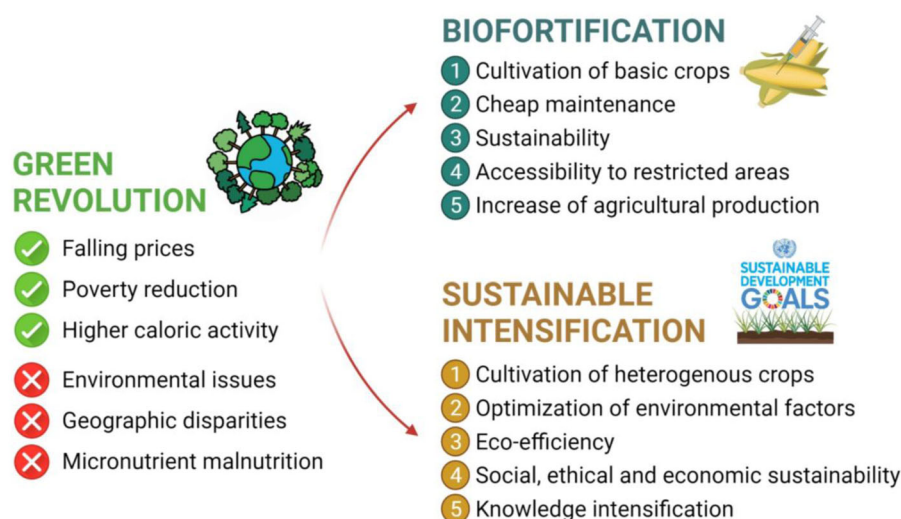 GREEN
REVOLUTION
Falling prices
Poverty reduction
Higher caloric activity
Environmental issues
Geographic disparities
Micronutrient malnutrition
BIOFORTIFICATION
1 Cultivation of basic crops
2 Cheap maintenance
3 Sustainability
4 Accessibility to restricted areas
5 Increase of agricultural production
SUSTAINABLE
DEVELOPMENT
GOALS
SUSTAINABLE
INTENSIFICATION
1 Cultivation of heterogenous crops
2 Optimization of environmental factors
3 Eco-efficiency
4 Social, ethical and economic sustainability
5 Knowledge intensification